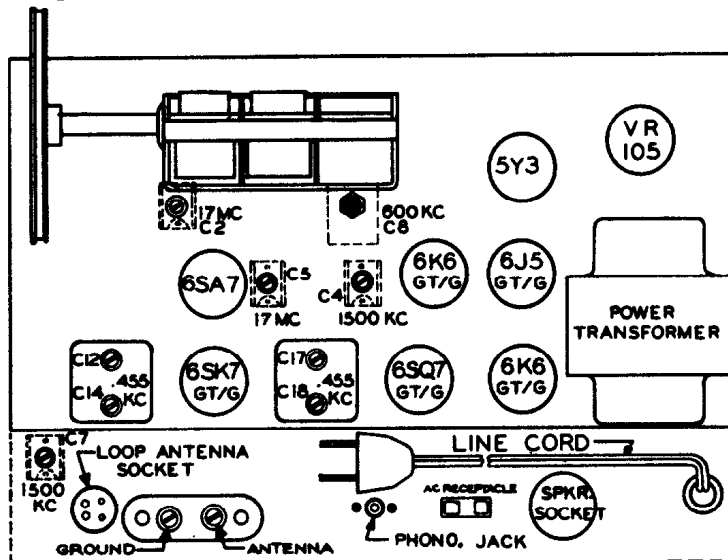 VR
105
5Y3
17MC
C2
600KC
C8
6SA7
C5
17MC
C4
1500KC
6K6
GT/G
6J5
GT/G
POWER
TRANSFORMER
C12
C14
.455
KC
6SK7
GT/G
C17
C18
.455
KC
6SQ7
GT/G
6K6
GT/G
C7
1500
KC
LOOP ANTENNA
SOCKET
LINE CORD
AC RECEPTACLE
SPKR.
SOCKET
GROUND
ANTENNA
PHONO. JACK